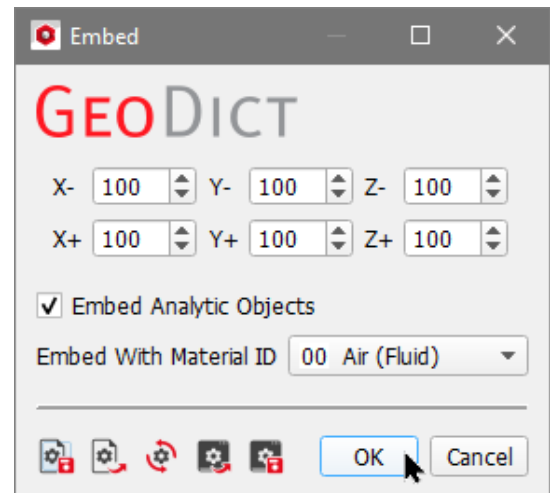 Embed
GEODICT
X- 100 Y- 100 Z- 100
X+ 100 Y+ 100 Z+ 100
Embed Analytic Objects
Embed With Material ID 00 Air (Fluid)
OK Cancel